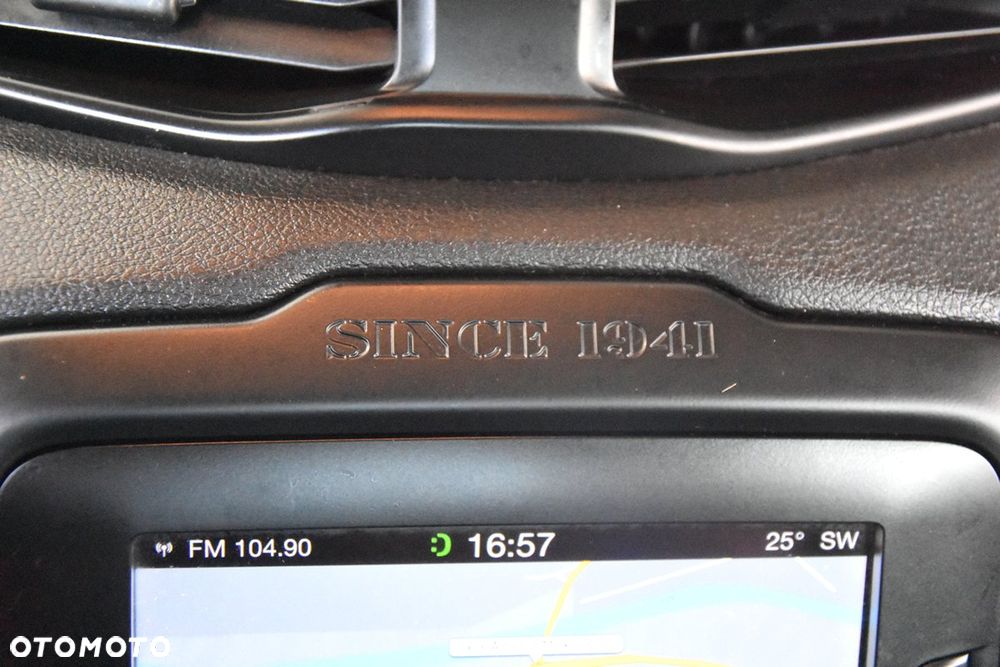 SINCE 1941
FM 104.90 16:57 25° SW
OTOMOTO